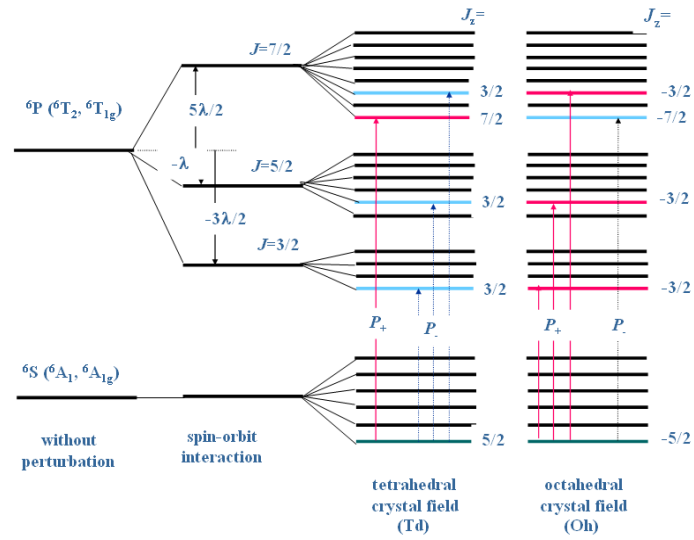 J_z=
J_z=
J=7/2
⁶P (⁶T₂, ⁶T₁g)
5λ/2
3/2
7/2
-3/2
-7/2
-λ
J=5/2
3/2
-3/2
-3λ/2
J=3/2
3/2
-3/2
P₊
P₋
P₊
P₋
⁶S (⁶A₁, ⁶A₁g)
5/2
-5/2
without
perturbation
spin-orbit
interaction
tetrahedral
crystal field
(Td)
octahedral
crystal field
(Oh)